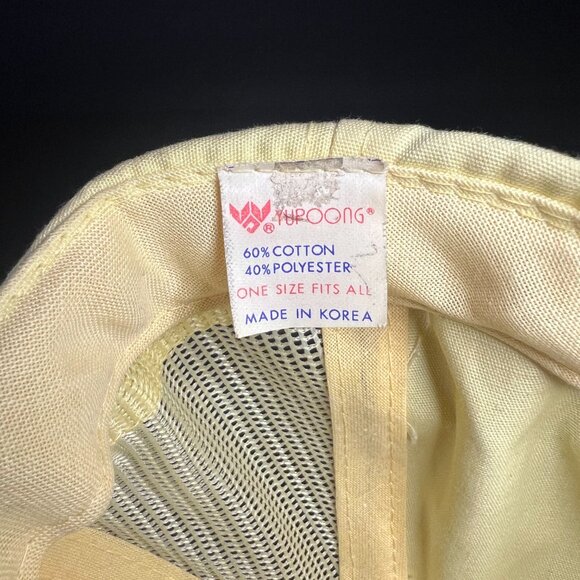 ® YUPOONG®
60% COTTON
40% POLYESTER
ONE SIZE FITS ALL
MADE IN KOREA